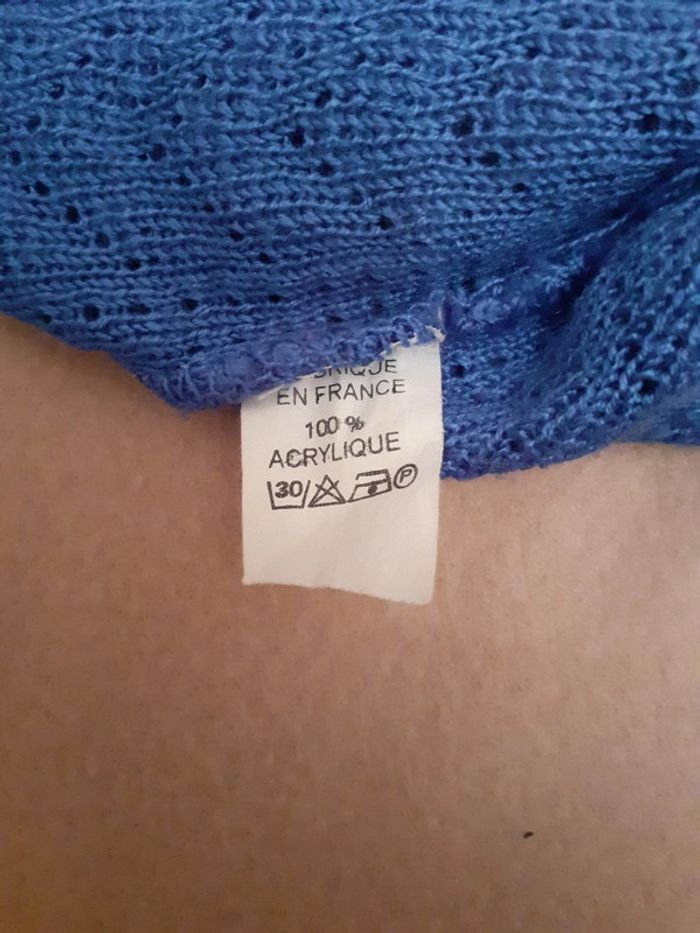 EN FRANCE
100 %
ACRYLIQUE
30 P